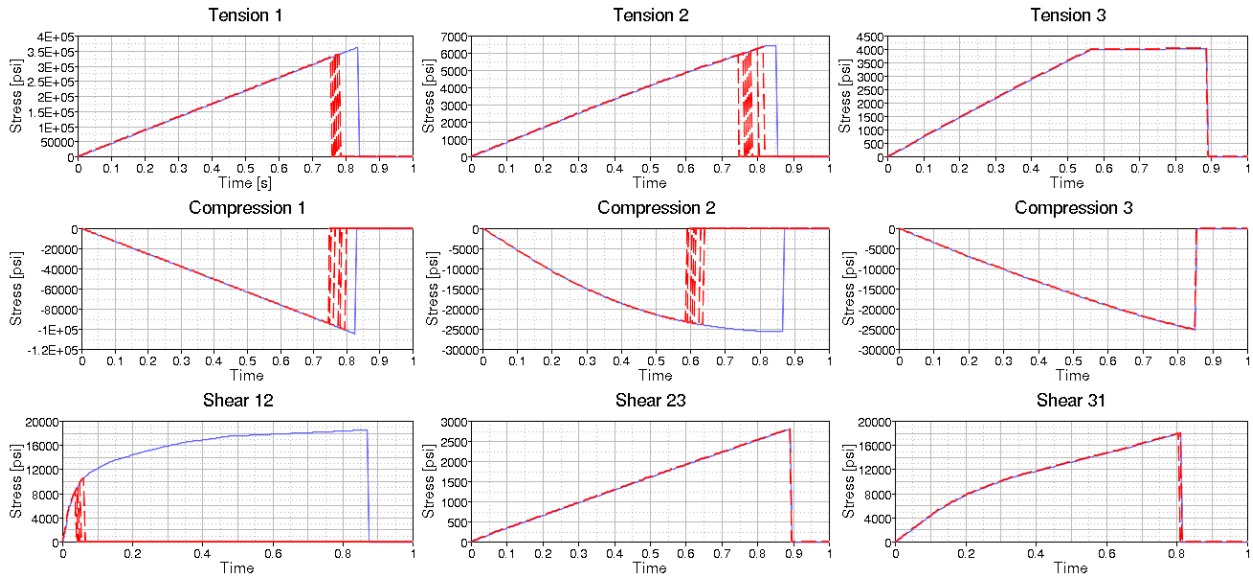 Tension 1
Tension 2
Tension 3
Stress [psi]
4E+05
3.5E+05
3E+05
2.5E+05
2E+05
1.5E+05
1E+05
50000
0
0 0.1 0.2 0.3 0.4 0.5 0.6 0.7 0.8 0.9 1
Time [s]
Stress [psi]
7000
6000
5000
4000
3000
2000
1000
0
0 0.1 0.2 0.3 0.4 0.5 0.6 0.7 0.8 0.9 1
Time
Stress [psi]
4500
4000
3500
3000
2500
2000
1500
1000
500
0
0 0.1 0.2 0.3 0.4 0.5 0.6 0.7 0.8 0.9 1
Time
Compression 1
Compression 2
Compression 3
Stress [psi]
0
-20000
-40000
-60000
-80000
-1E+05
-1.2E+05
0 0.1 0.2 0.3 0.4 0.5 0.6 0.7 0.8 0.9 1
Time
Stress [psi]
0
-5000
-10000
-15000
-20000
-25000
-30000
0 0.1 0.2 0.3 0.4 0.5 0.6 0.7 0.8 0.9 1
Time
Stress [psi]
0
-5000
-10000
-15000
-20000
-25000
-30000
0 0.1 0.2 0.3 0.4 0.5 0.6 0.7 0.8 0.9 1
Time
Shear 12
Shear 23
Shear 31
Stress [psi]
20000
16000
12000
8000
4000
0
0 0.2 0.4 0.6 0.8 1
Time
Stress [psi]
3000
2500
2000
1500
1000
500
0
0 0.1 0.2 0.3 0.4 0.5 0.6 0.7 0.8 0.9 1
Time
Stress [psi]
20000
16000
12000
8000
4000
0
0 0.2 0.4 0.6 0.8 1
Time